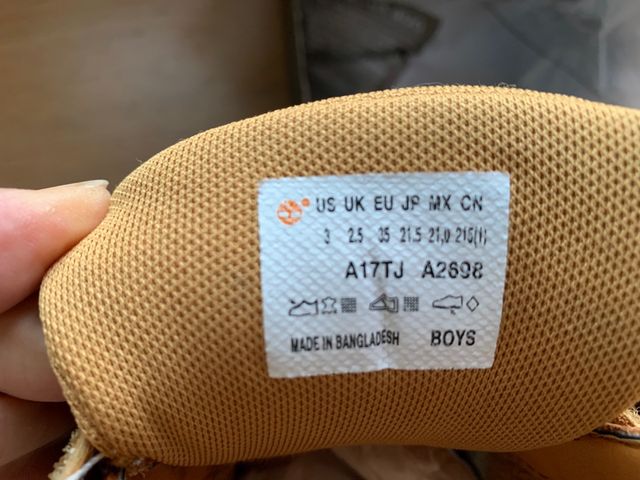 US UK EU JP MX CN
3 2.5 35 21.5 21,0 215(1)
A17TJ A2698
MADE IN BANGLADESH BOYS